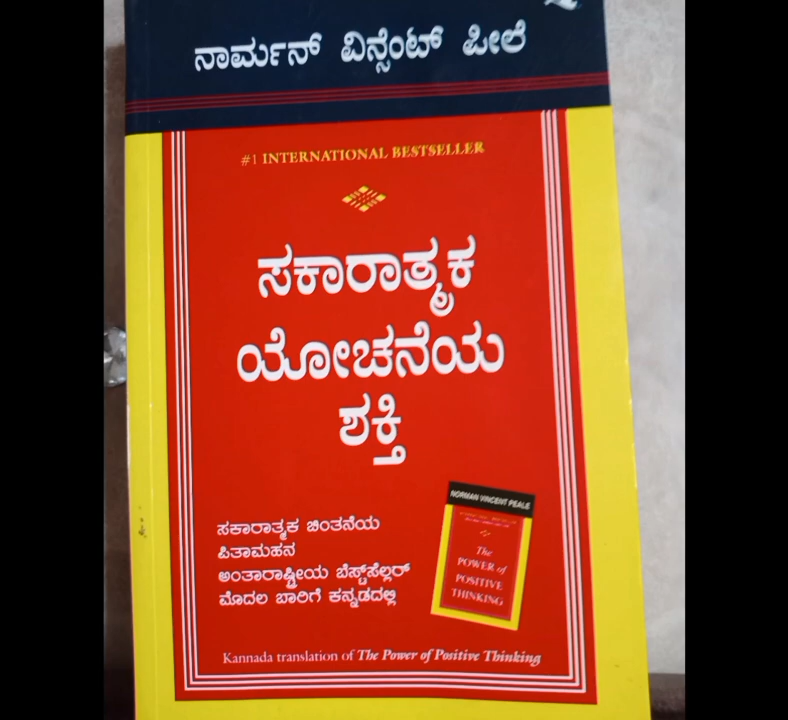 ನಾರ್ಮನ್ ವಿನ್ಸೆಂಟ್ ಪೀಲೆ
#1 INTERNATIONAL BESTSELLER
ಸಕಾರಾತ್ಮಕ
ಯೋಚನೆಯ
ಶಕ್ತಿ
ಸಕಾರಾತ್ಮಕ ಚಿಂತನೆಯ
ಪಿತಾಮಹನ
ಅಂತಾರಾಷ್ಟ್ರೀಯ ಬೆಸ್ಟ್‌ಸೆಲ್ಲರ್
ಮೊದಲ ಬಾರಿಗೆ ಕನ್ನಡದಲ್ಲಿ
NORMAN VINCENT PEALE
The
POWER of
POSITIVE
THINKING
Kannada translation of The Power of Positive Thinking